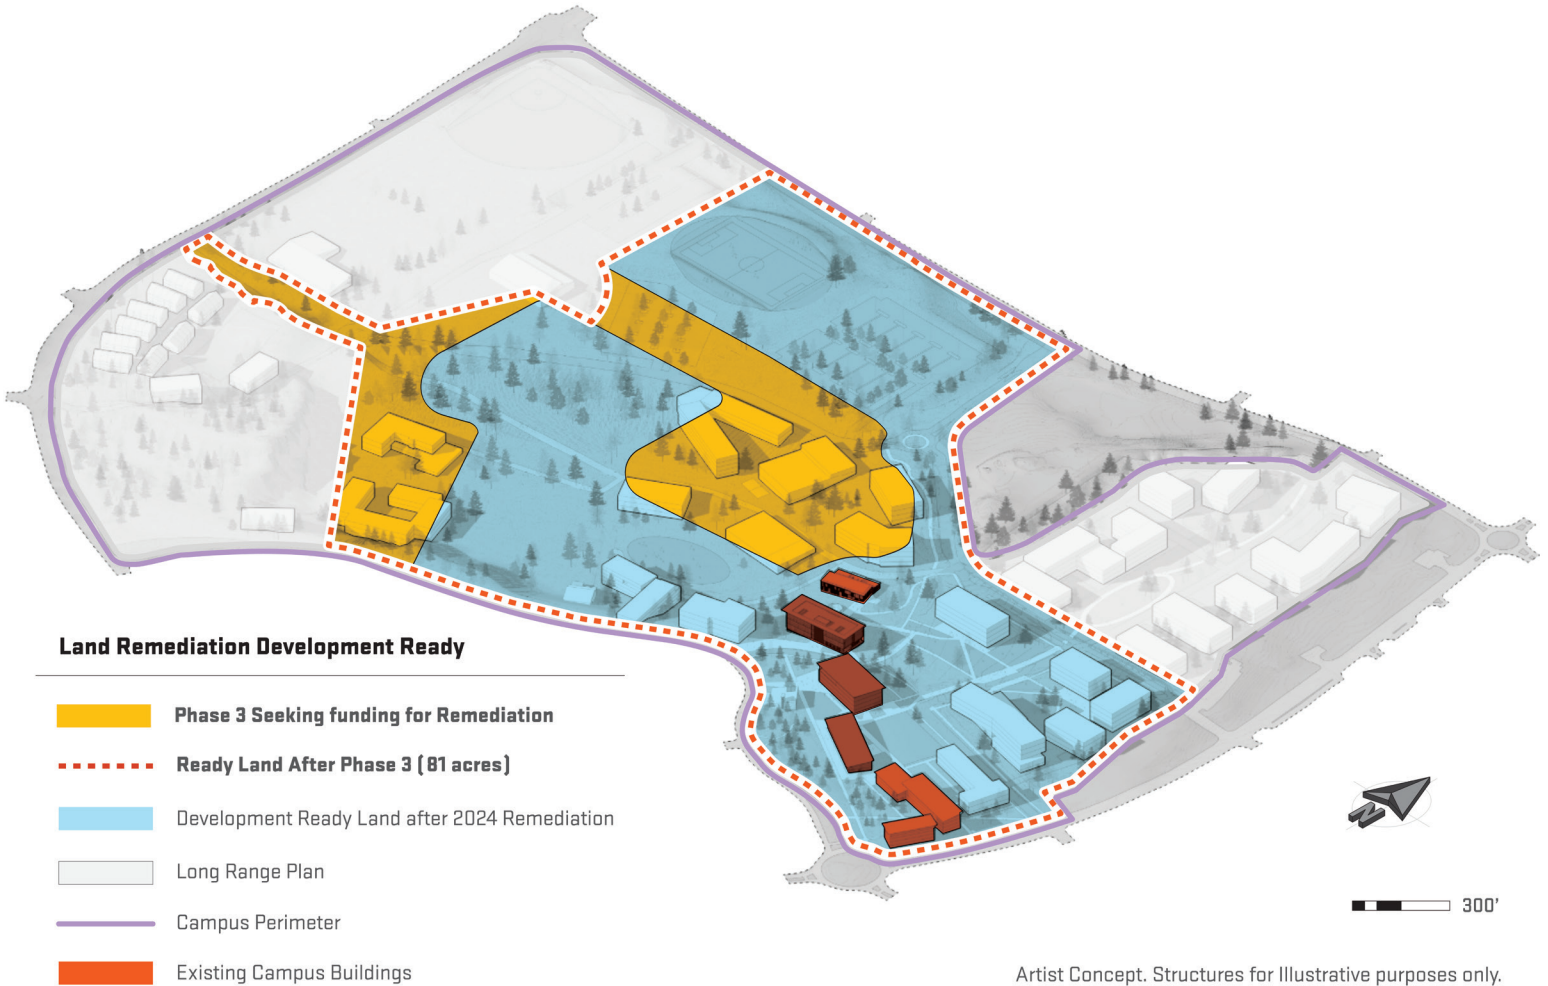 Land Remediation Development Ready
Phase 3 Seeking funding for Remediation
Ready Land After Phase 3 (81 acres)
Development Ready Land after 2024 Remediation
Long Range Plan
Campus Perimeter
Existing Campus Buildings
N
300'
Artist Concept. Structures for Illustrative purposes only.